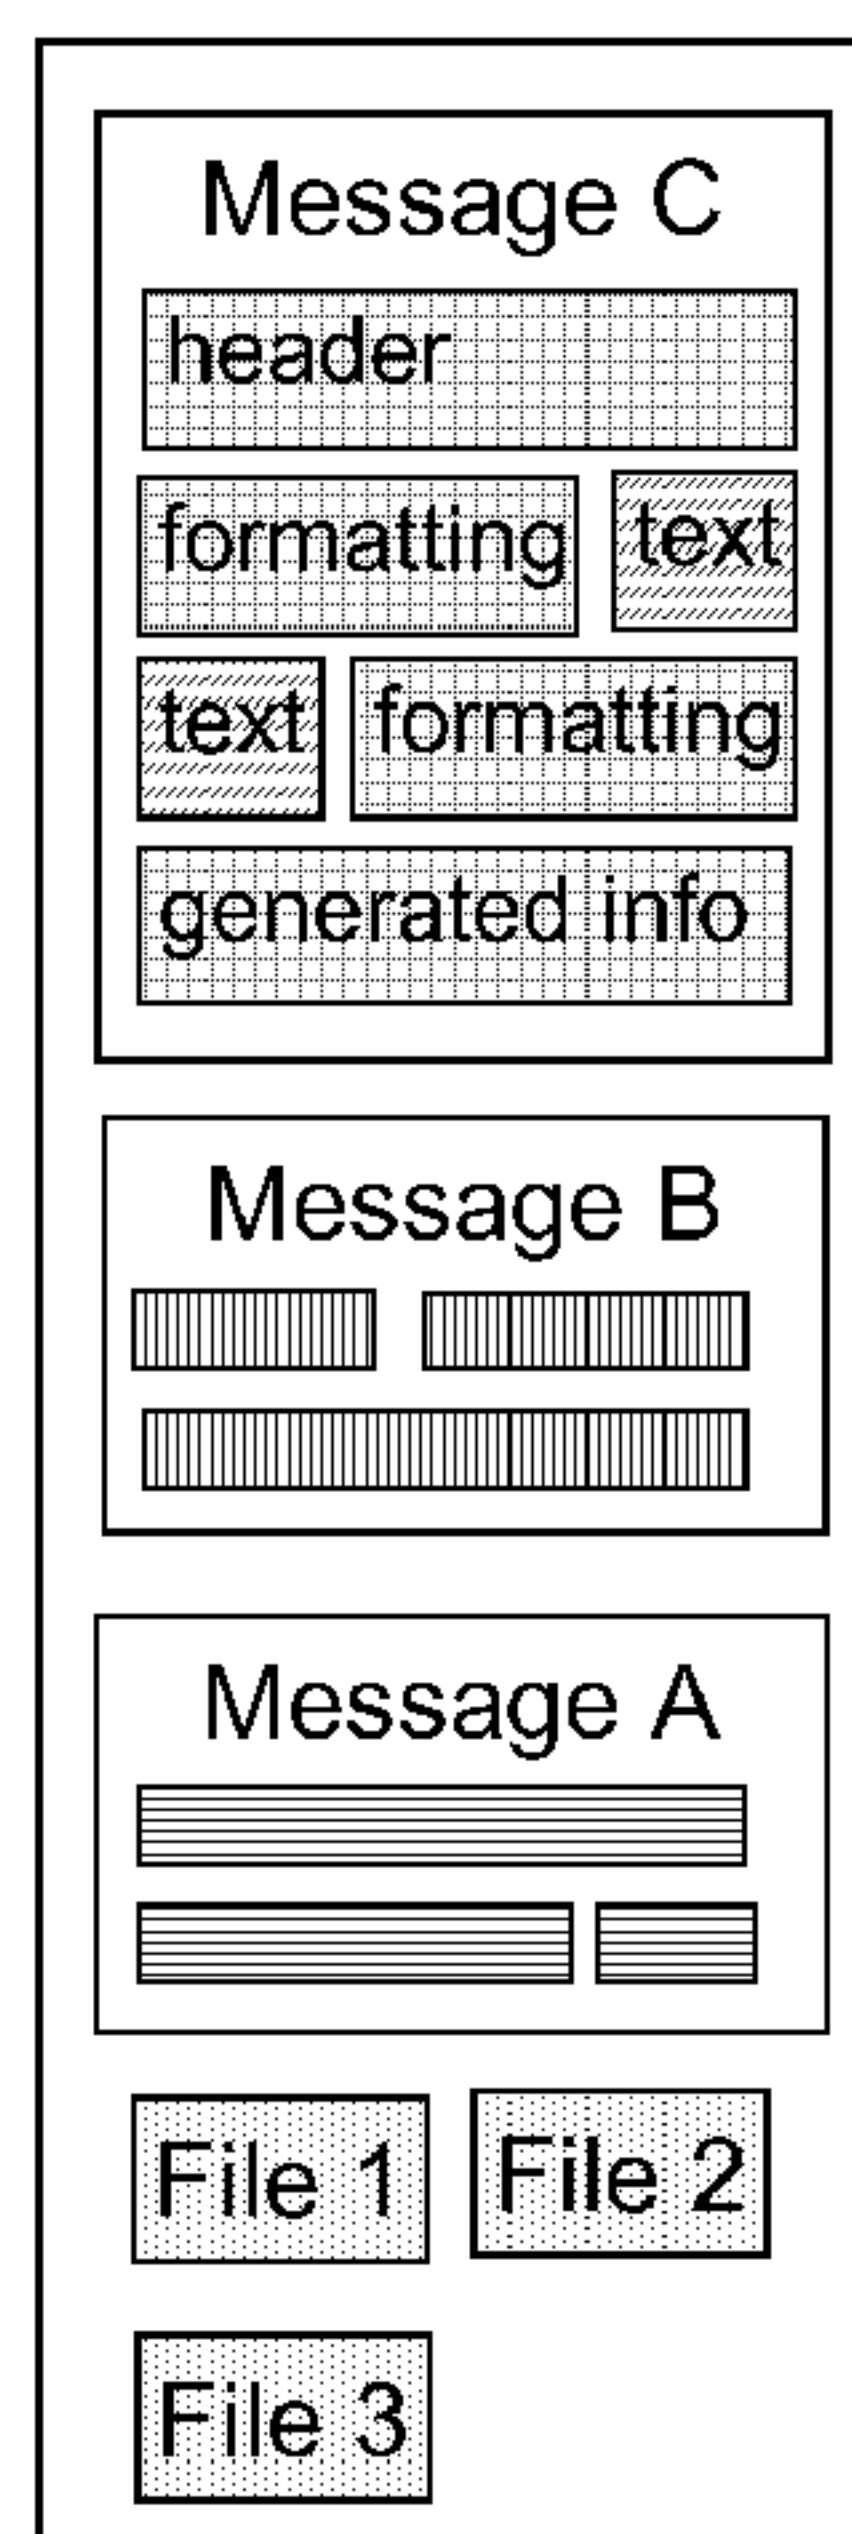 Message C
header
formatting text
text formatting
generated info
Message B
Message A
File 1 File 2
File 3